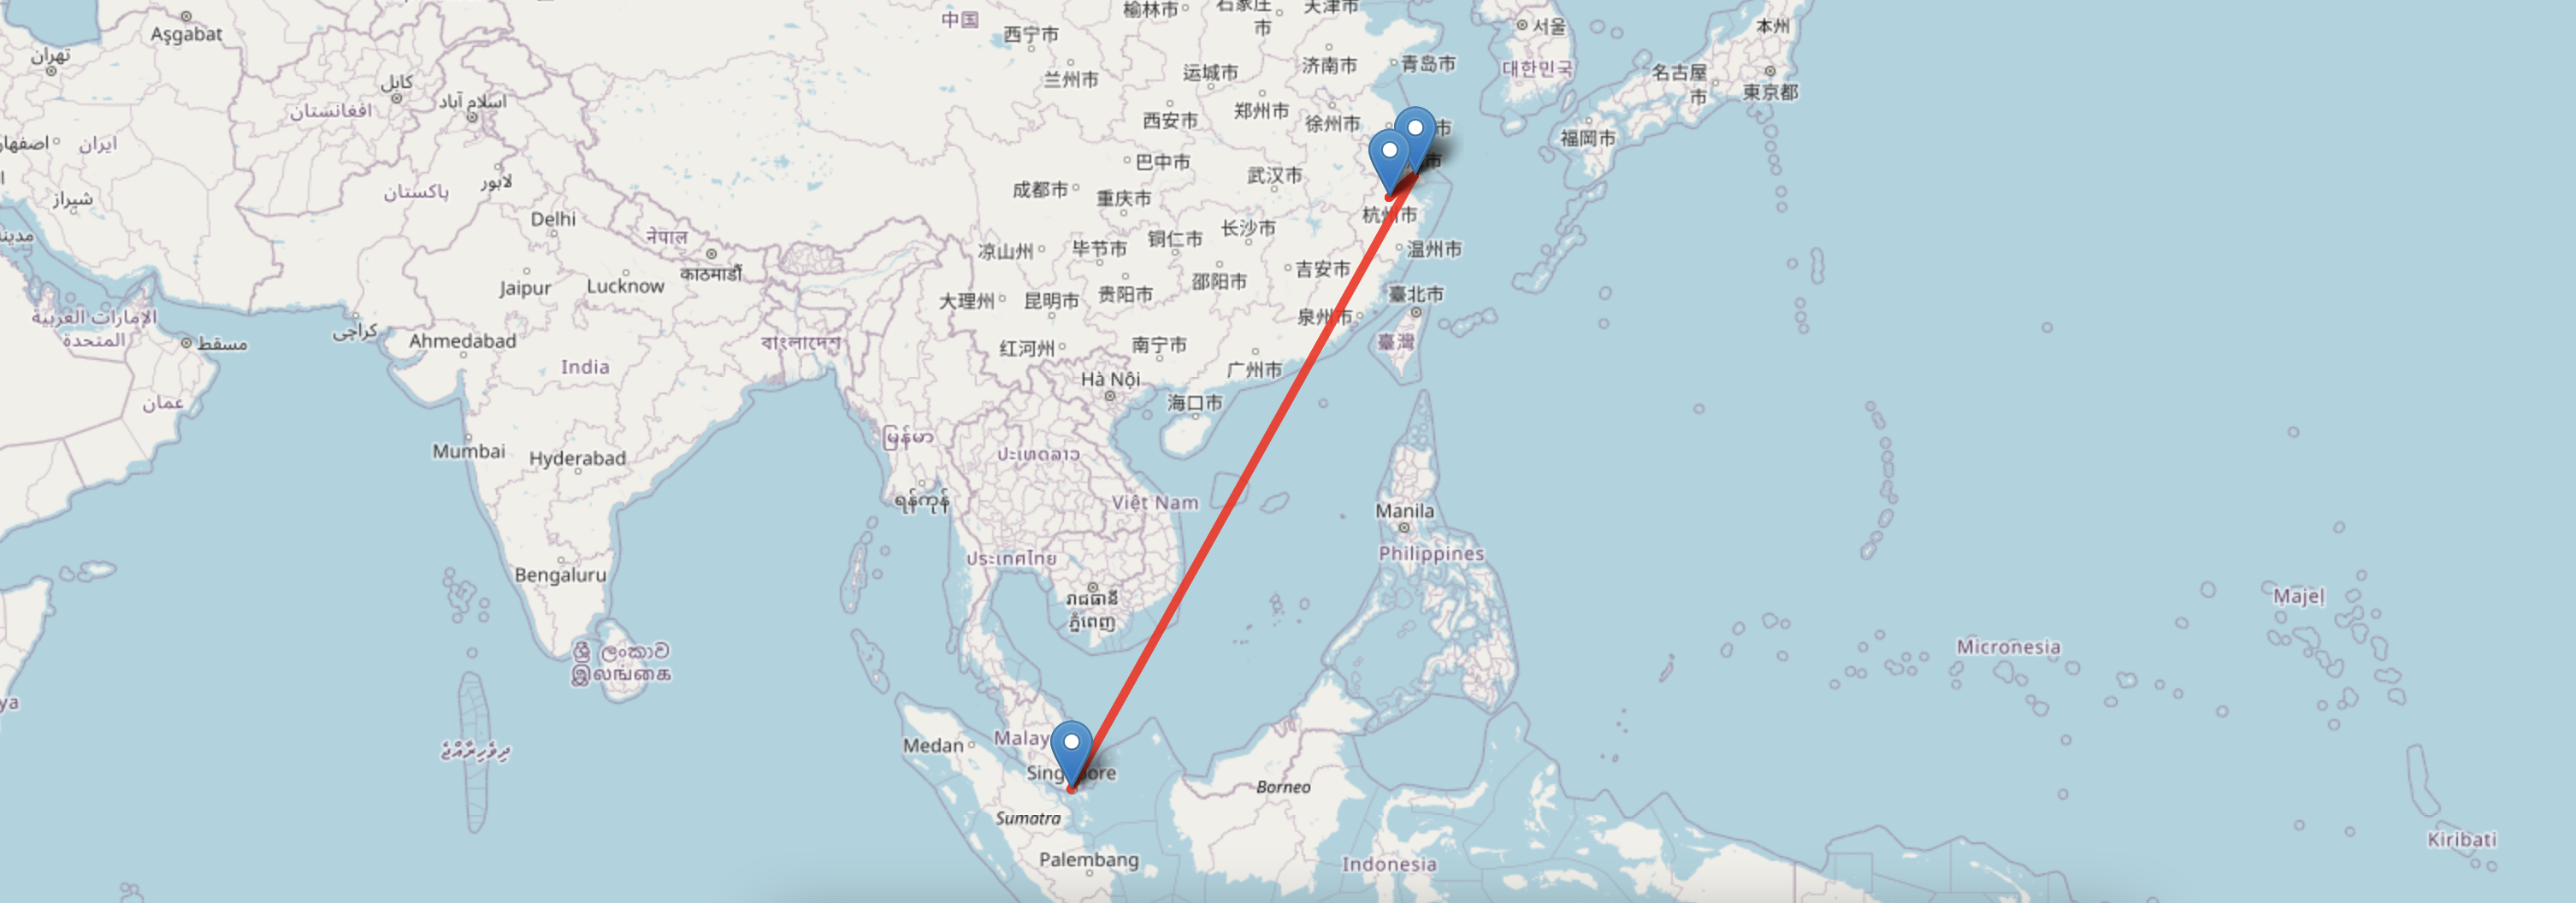 中国
榆林市
石家庄
市
天津市
Aşgabat
西宁市
서울
本州
تهران
兰州市
运城市
济南市
青岛市
대한민국
名古屋
市
東京都
کابل
افغانستان
اسلام آباد
西安市
郑州市
徐州市
市
福岡市
ایران
巴中市
市
پاکستان
لاہور
شیراز
成都市
重庆市
武汉市
杭州市
Delhi
नेपाल
काठमाडौँ
凉山州
毕节市
铜仁市
长沙市
温州市
Jaipur
Lucknow
大理州
昆明市
贵阳市
邵阳市
吉安市
臺北市
الإمارات العربية
المتحدة
مسقط
کراچی
Ahmedabad
বাংলাদেশ
红河州
南宁市
泉州市
臺灣
India
Hà Nội
广州市
عمان
海口市
Mumbai
Hyderabad
မြန်မာ
ປະເທດລາວ
ရန်ကုန်
Việt Nam
Manila
ประเทศไทย
Philippines
Bengaluru
រាជធានី
ភ្នំពេញ
Majel
ශ්‍රී ලංකාව
இலங்கை
Micronesia
ya
Medan
Malay
ދިވެހިރާއްޖެ
Singapore
Borneo
Sumatra
Palembang
Indonesia
Kiribati